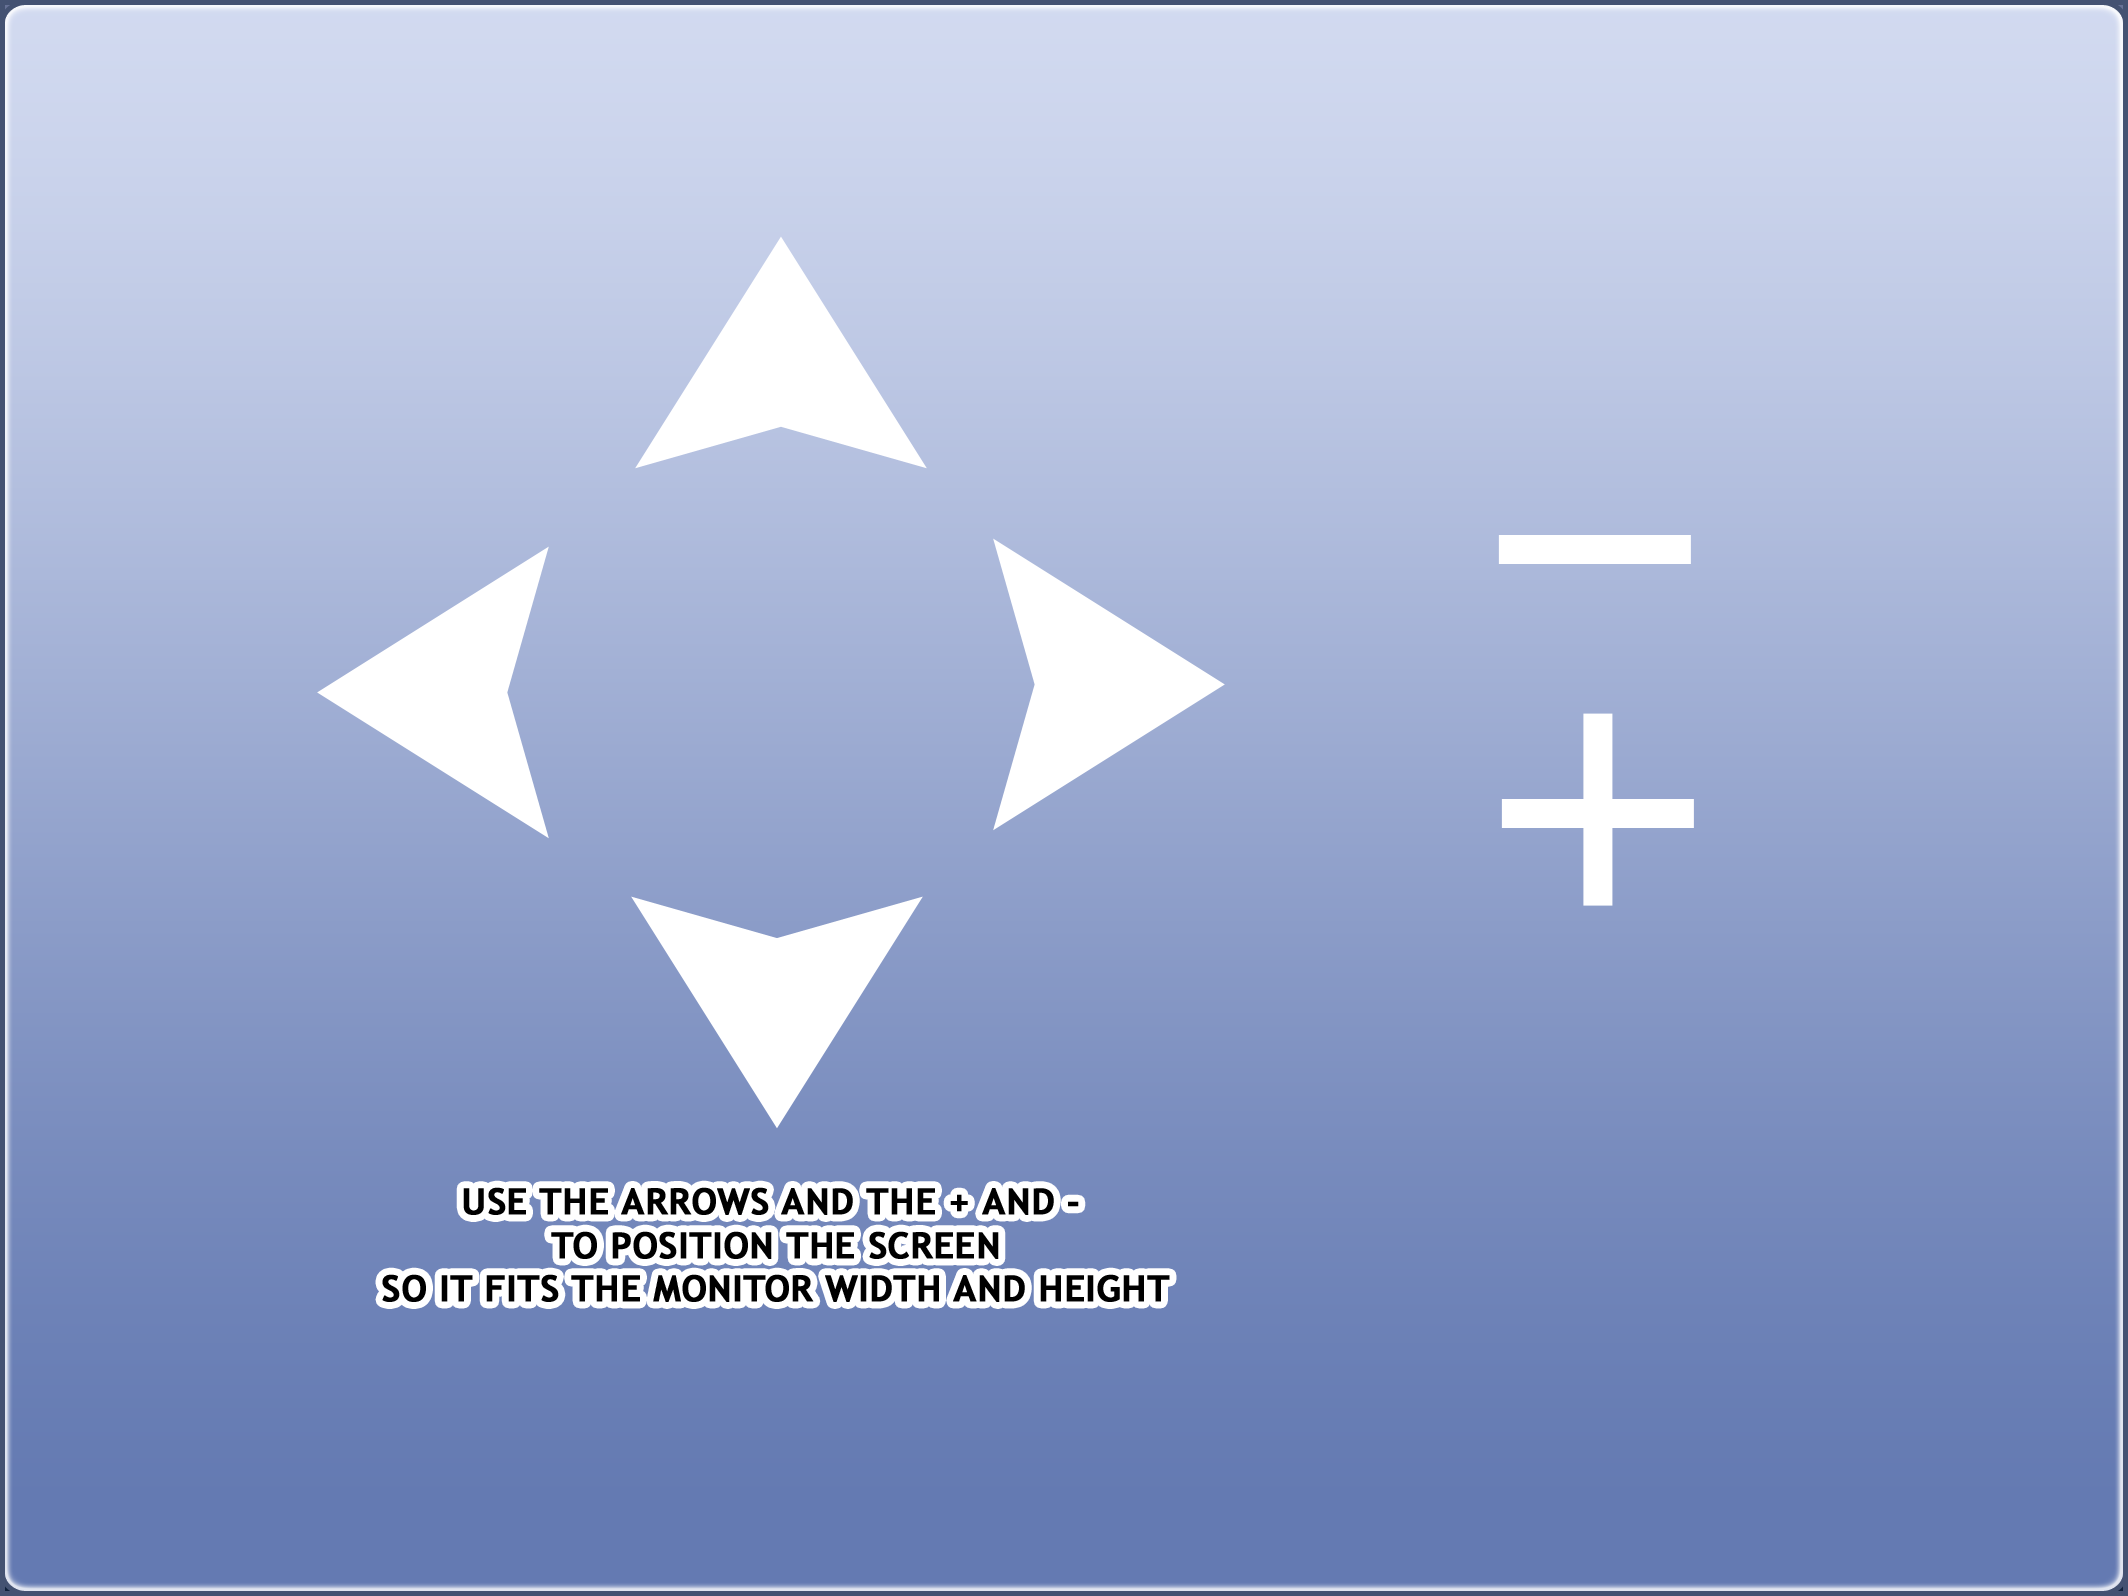 USE THE ARROWS AND THE + AND -
TO POSITION THE SCREEN
SO IT FITS THE MONITOR WIDTH AND HEIGHT